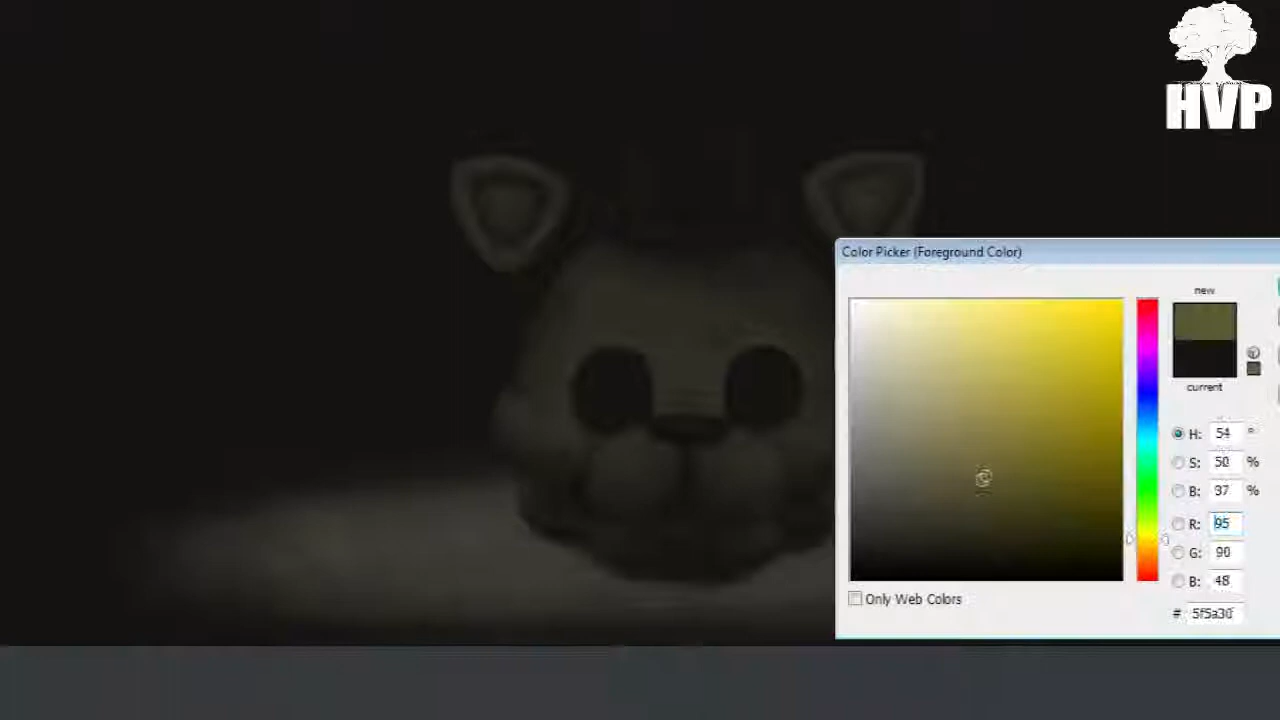 HVP
Color Picker (Foreground Color)
new
current
H: 54 °
S: 50 %
B: 37 %
R: 95
G: 90
B: 48
# 5f5a30
Only Web Colors